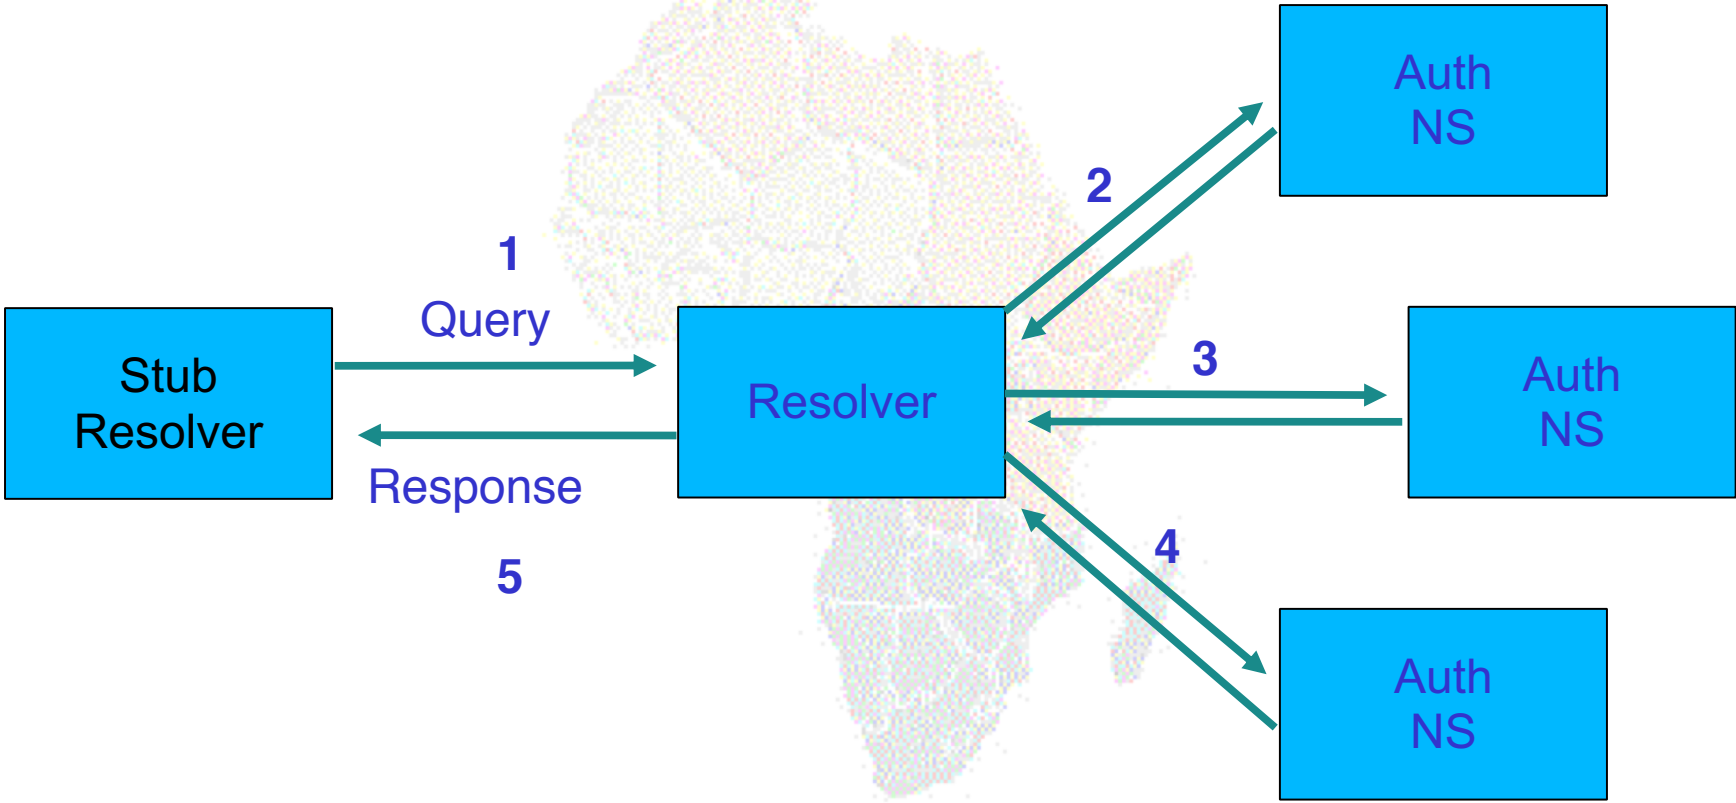 Auth
NS
2
1
Query
Stub
Resolver
Resolver
3
Auth
NS
Response
4
5
Auth
NS